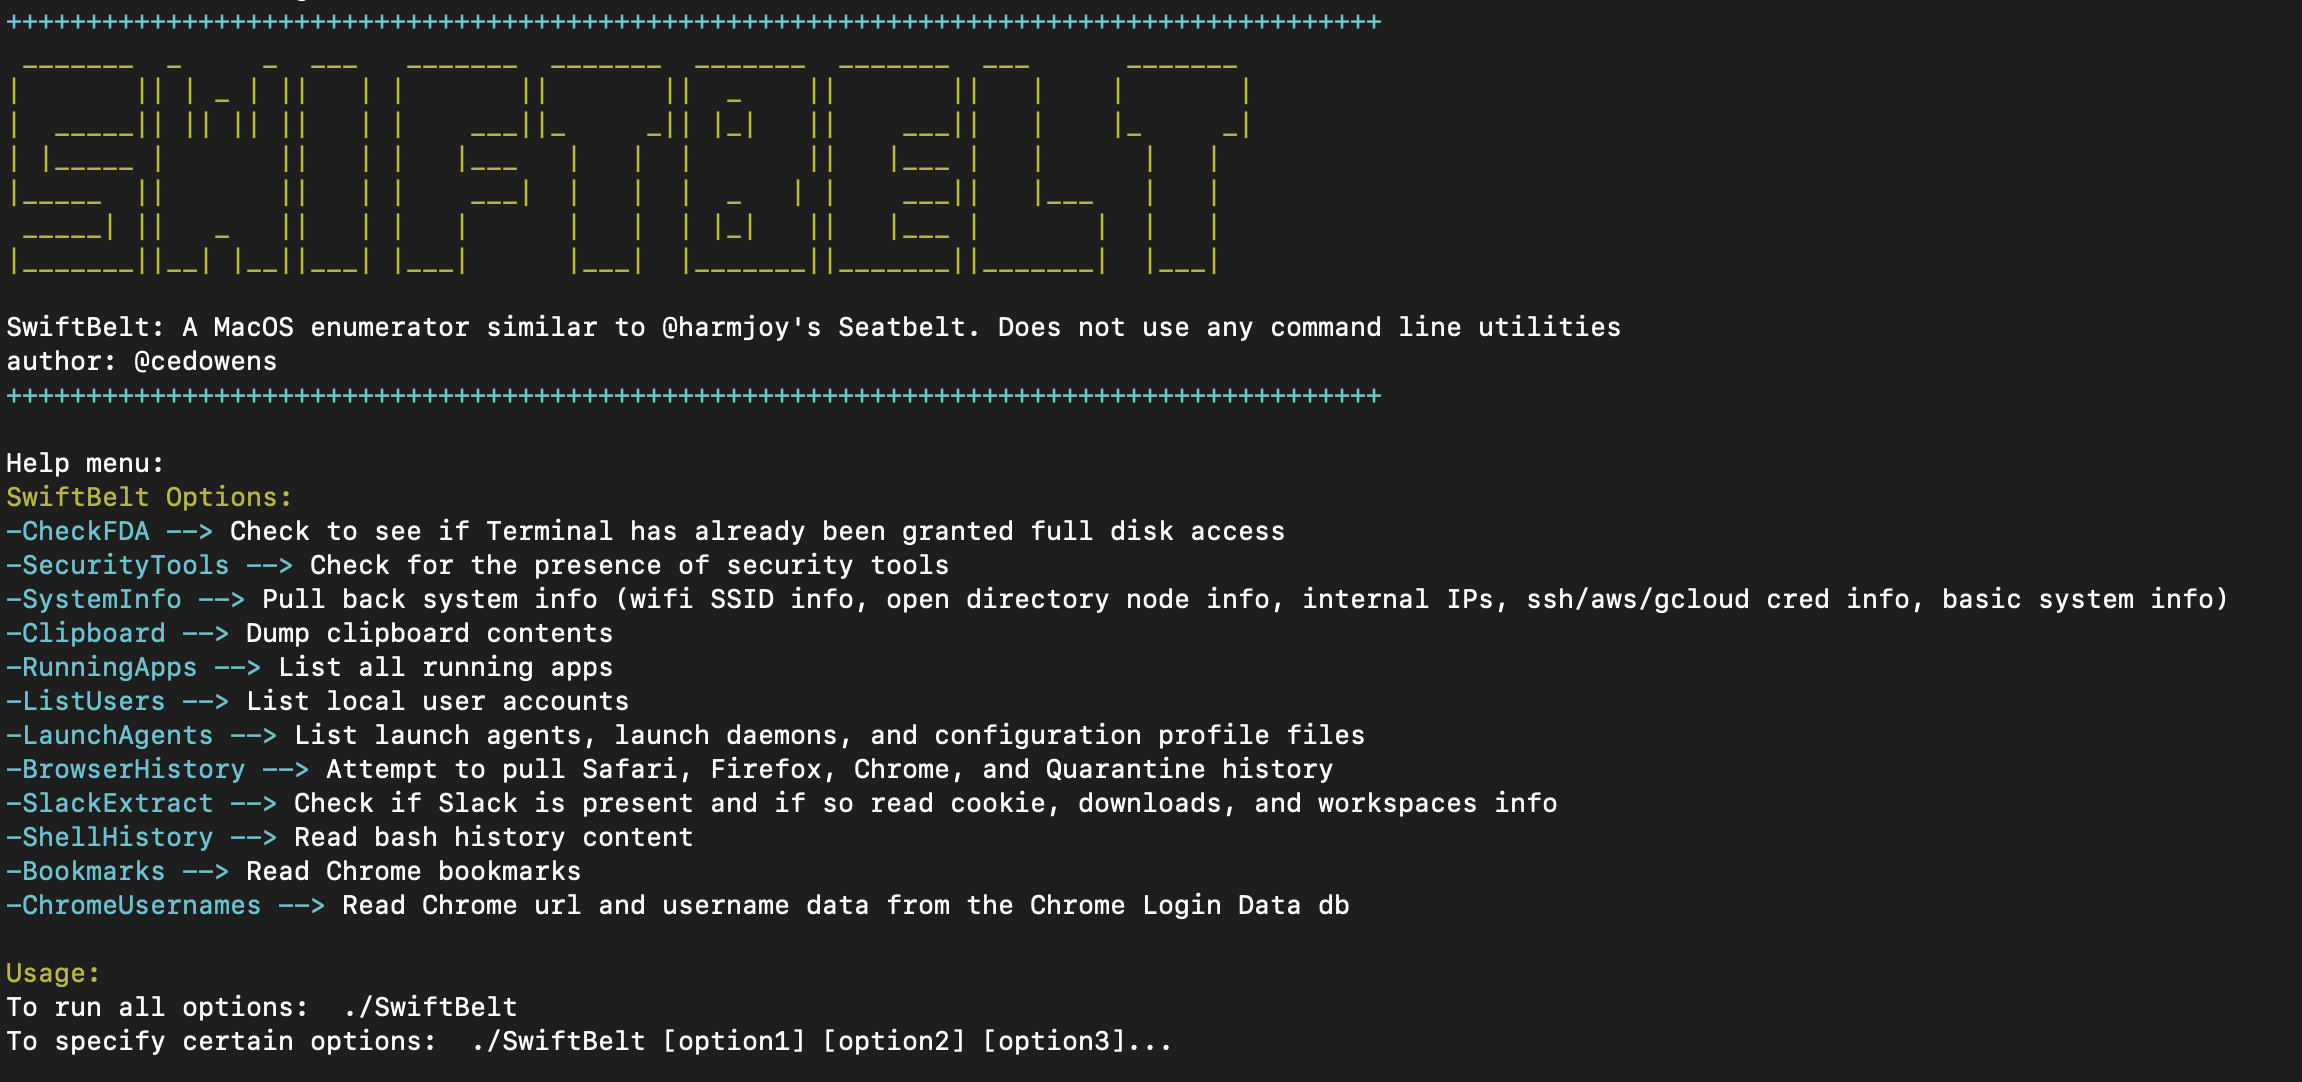 ++++++++++++++++++++++++++++++++++++++++++++++++++++++++++++++++++++++++++++++++++++++
SWIFTBELT
SwiftBelt: A MacOS enumerator similar to @harmjoy's Seatbelt. Does not use any command line utilities
author: @cedowens
++++++++++++++++++++++++++++++++++++++++++++++++++++++++++++++++++++++++++++++++++++++
Help menu:
SwiftBelt Options:
-CheckFDA --> Check to see if Terminal has already been granted full disk access
-SecurityTools --> Check for the presence of security tools
-SystemInfo --> Pull back system info (wifi SSID info, open directory node info, internal IPs, ssh/aws/gcloud cred info, basic system info)
-Clipboard --> Dump clipboard contents
-RunningApps --> List all running apps
-ListUsers --> List local user accounts
-LaunchAgents --> List launch agents, launch daemons, and configuration profile files
-BrowserHistory --> Attempt to pull Safari, Firefox, Chrome, and Quarantine history
-SlackExtract --> Check if Slack is present and if so read cookie, downloads, and workspaces info
-ShellHistory --> Read bash history content
-Bookmarks --> Read Chrome bookmarks
-ChromeUsernames --> Read Chrome url and username data from the Chrome Login Data db
Usage:
To run all options:  ./SwiftBelt
To specify certain options:  ./SwiftBelt [option1] [option2] [option3]...